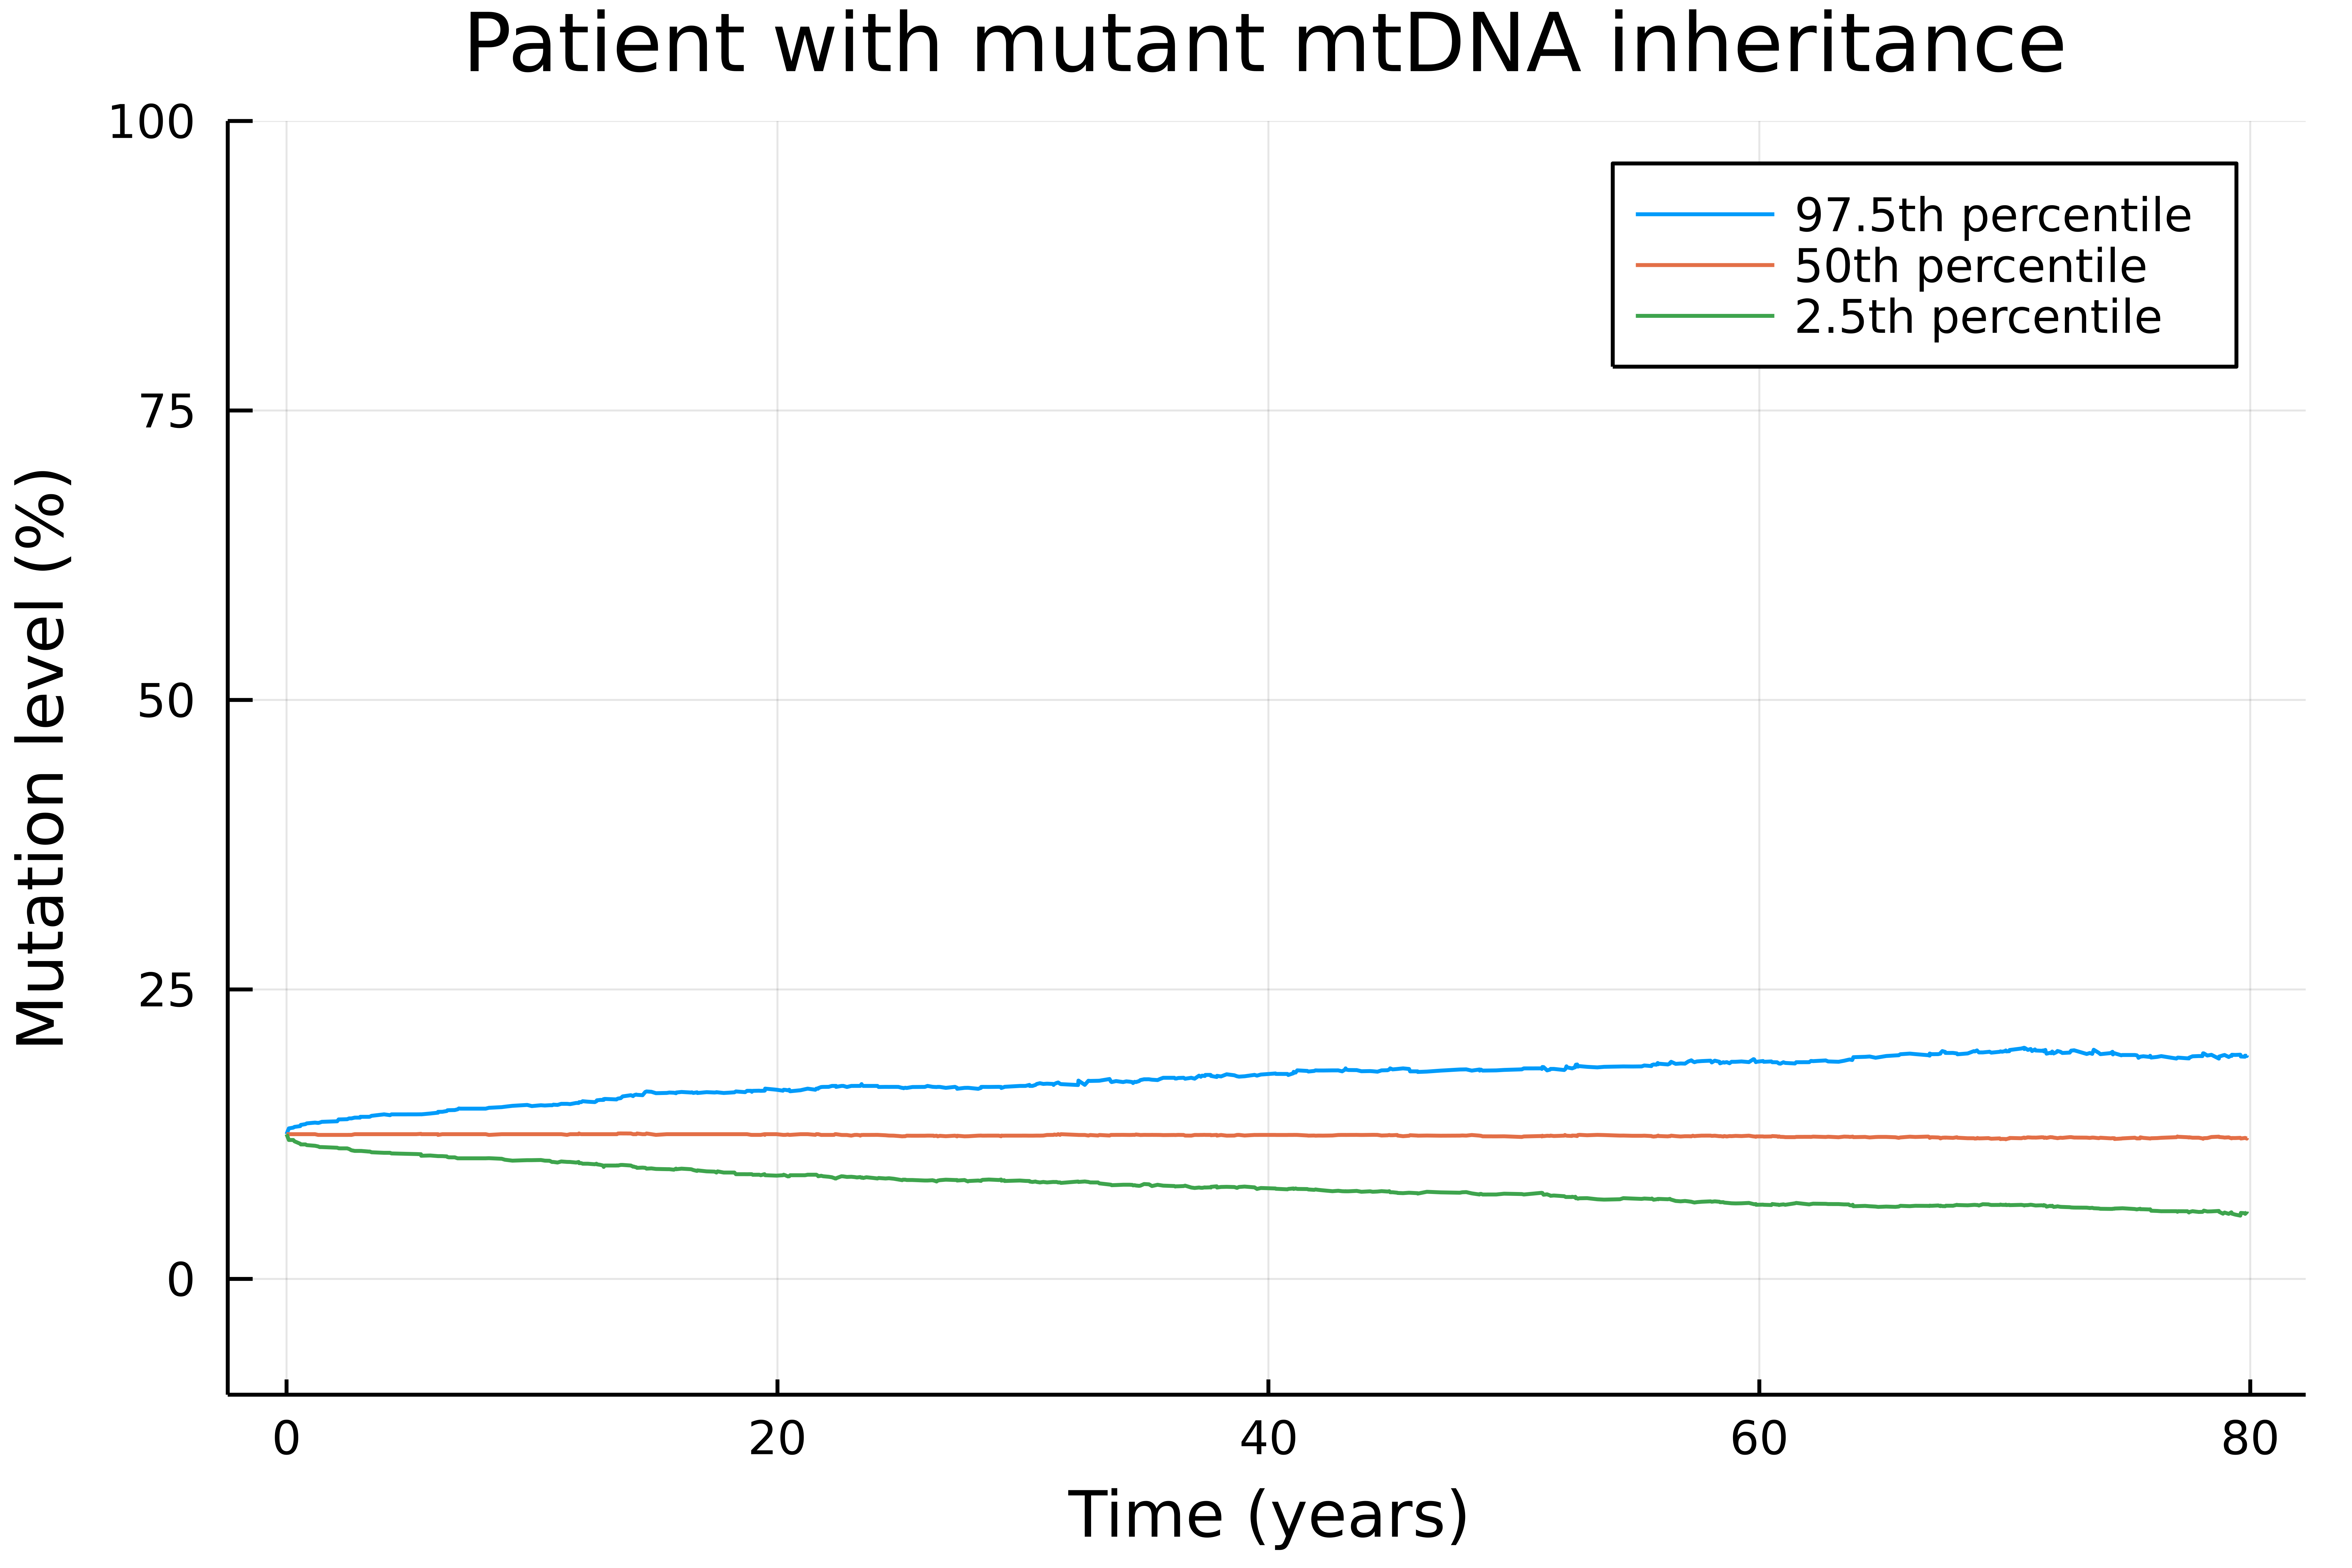 Patient with mutant mtDNA inheritance
100
75
50
25
0
Mutation level (%)
97.5th percentile
50th percentile
2.5th percentile
0
20
40
60
80
Time (years)